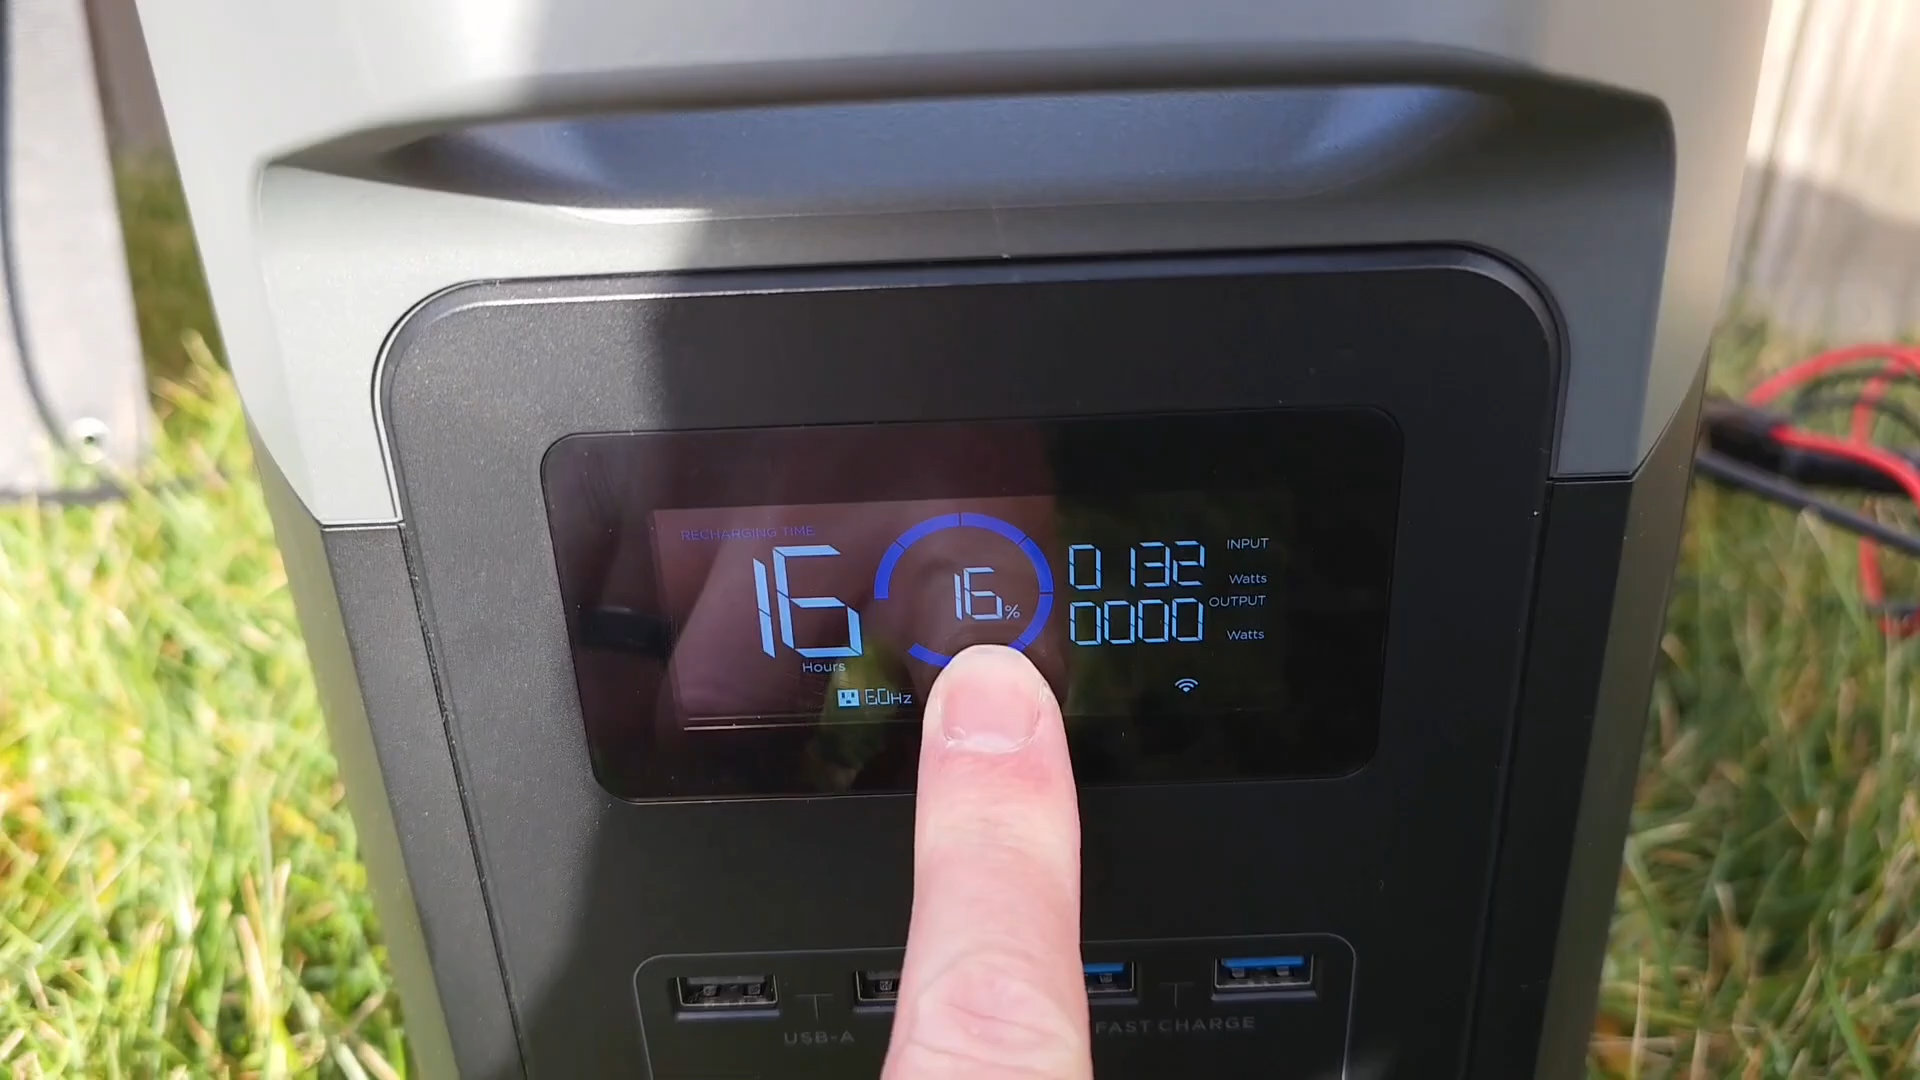 RECHARGING TIME
16
Hours
16%
0132 INPUT
Watts
0000 OUTPUT
Watts
60Hz
USB-A
FAST CHARGE